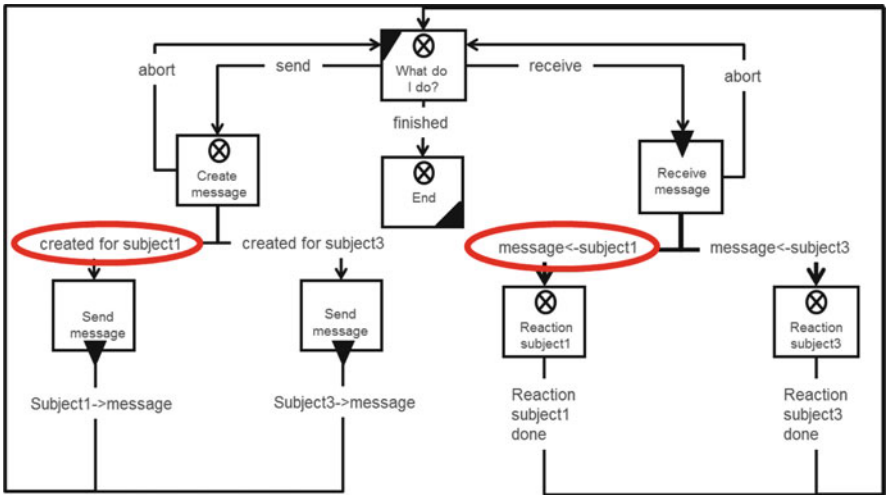 What do
I do?
abort
send
receive
abort
finished
Create
message
End
Receive
message
created for subject1
created for subject3
message<-subject1
message<-subject3
Send
message
Send
message
Reaction
subject1
Reaction
subject3
Subject1->message
Subject3->message
Reaction
subject1
done
Reaction
subject3
done